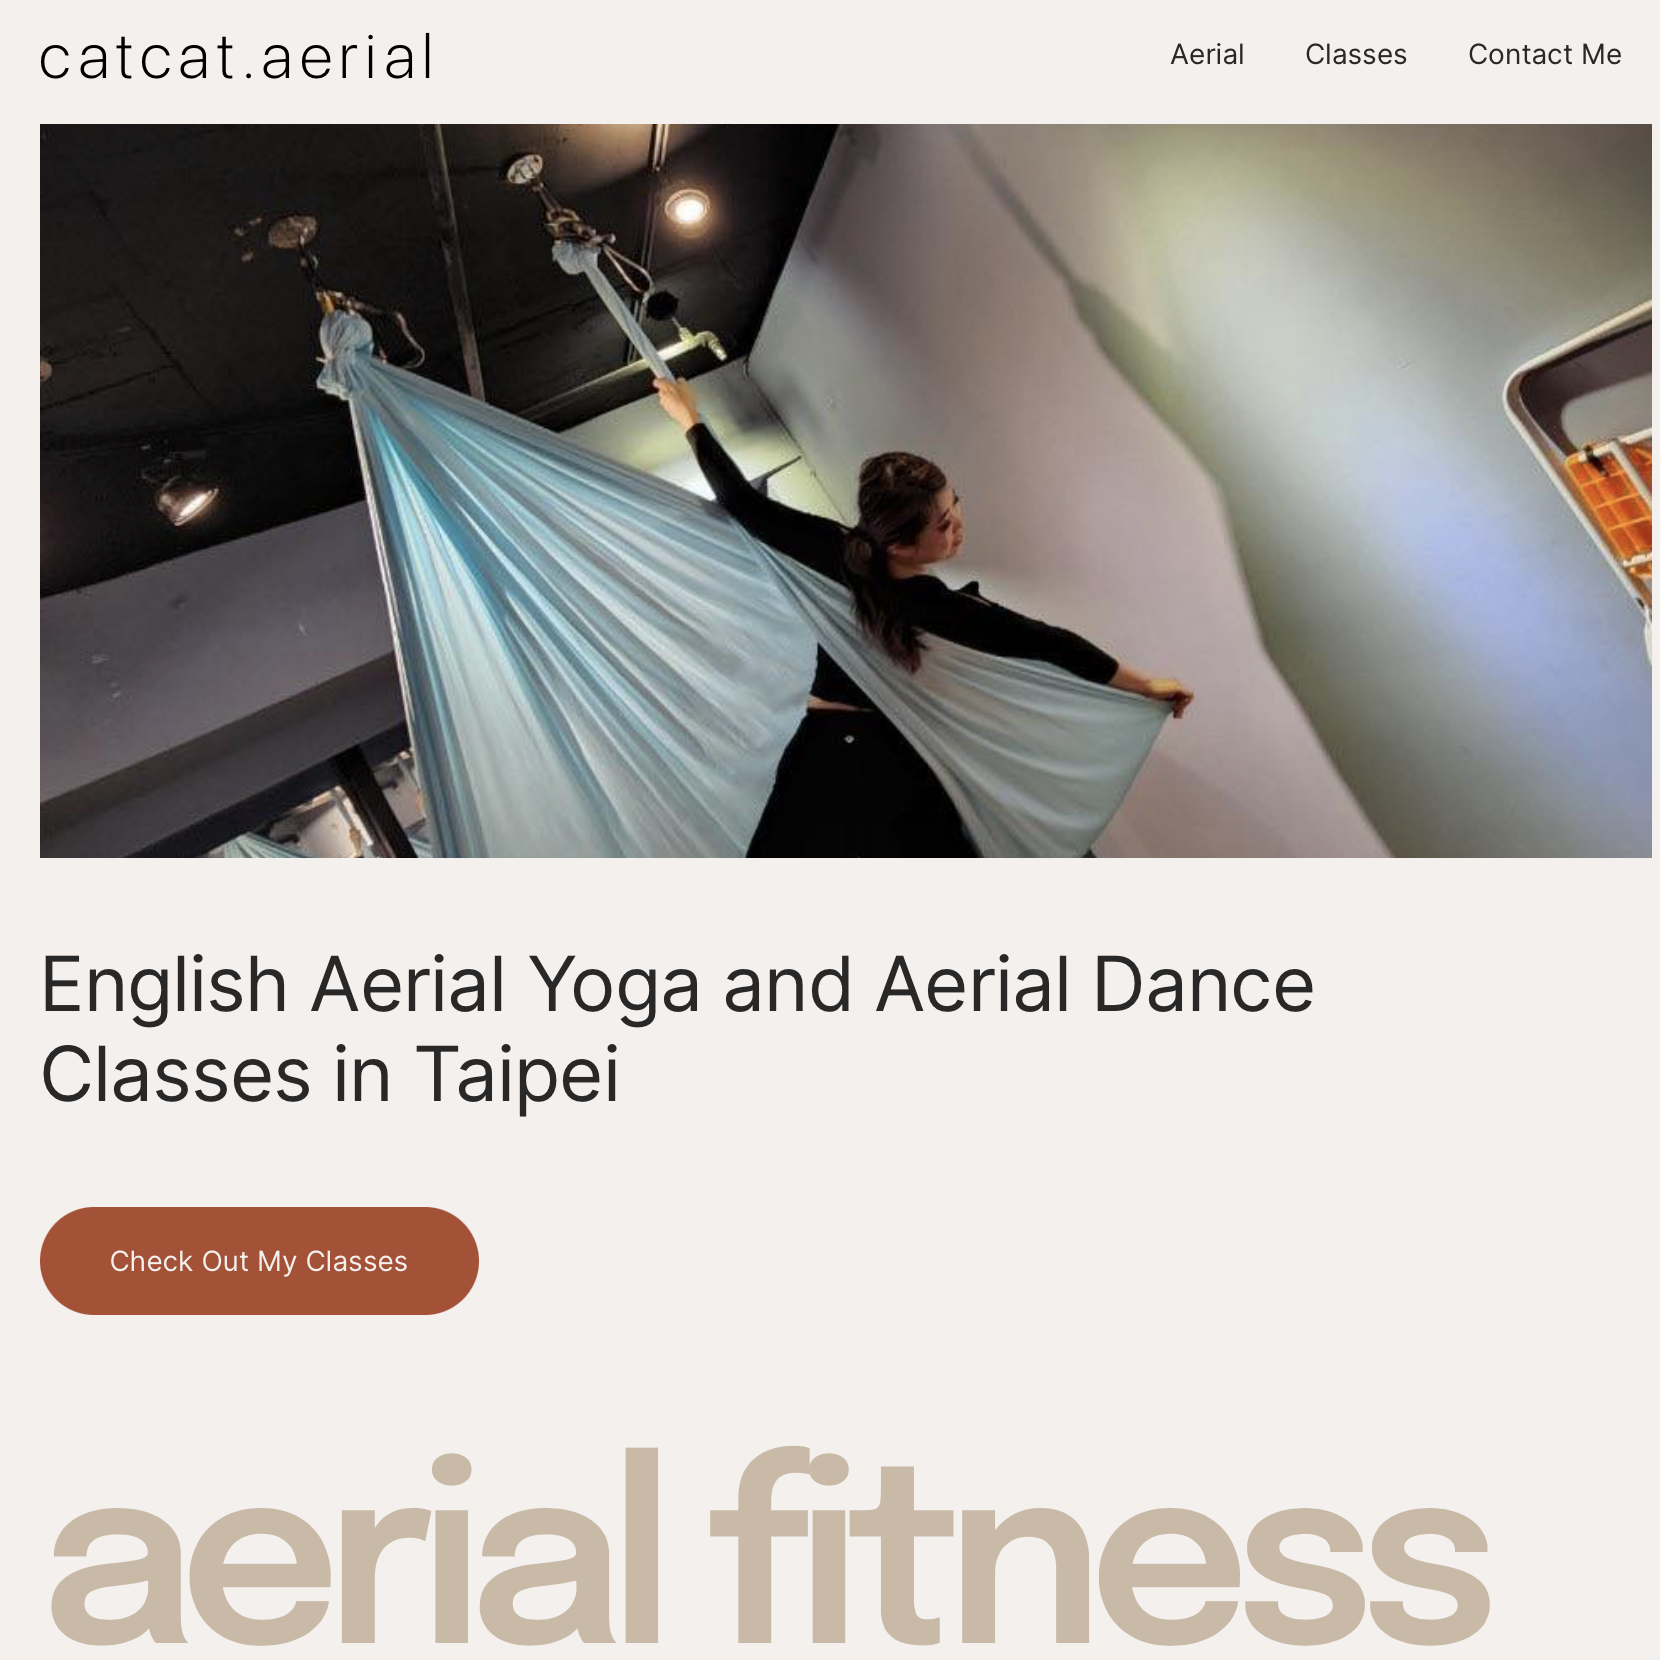 catcat.aerial
Aerial Classes Contact Me
English Aerial Yoga and Aerial Dance
Classes in Taipei
Check Out My Classes
aerial fitness